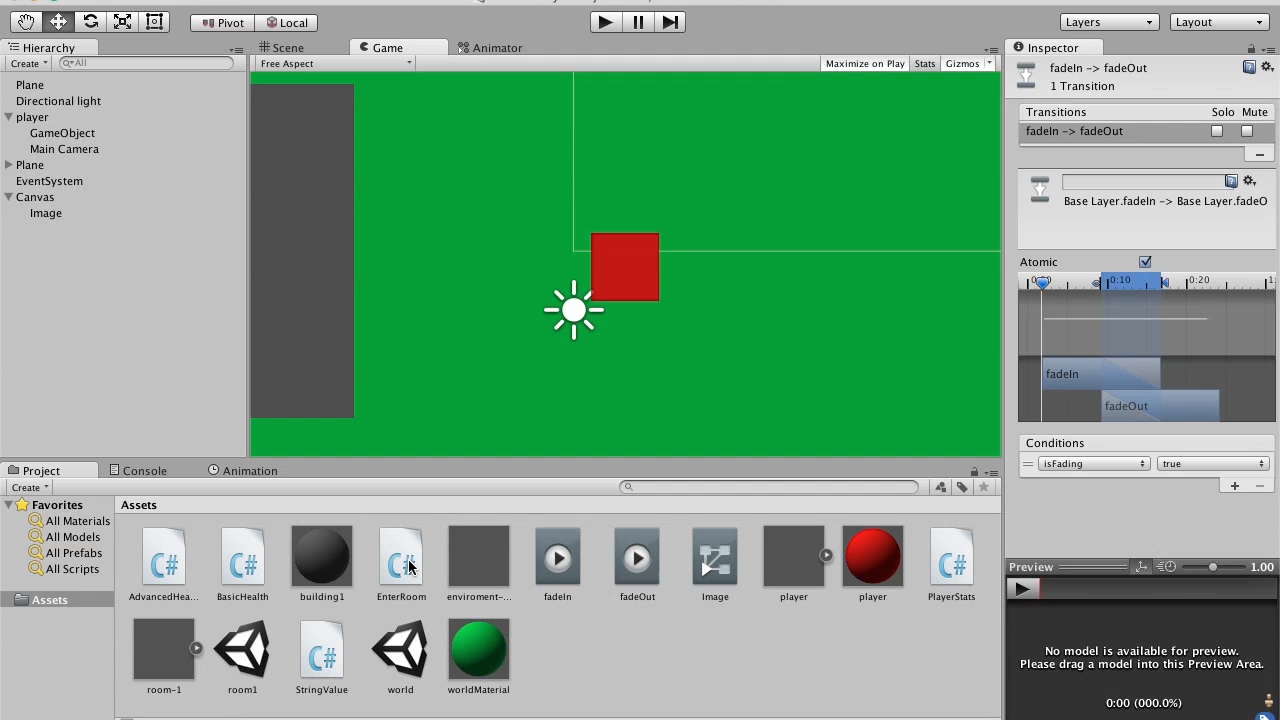 Pivot
Local
Layers
Layout
Hierarchy
Create
All
Plane
Directional light
player
GameObject
Main Camera
Plane
EventSystem
Canvas
Image
Scene
Game
Animator
Free Aspect
Maximize on Play
Stats
Gizmos
Inspector
fadeIn -> fadeOut
1 Transition
Transitions
Solo
Mute
fadeIn -> fadeOut
Base Layer.fadeIn -> Base Layer.fadeO
Atomic
0:10
0:20
fadeIn
fadeOut
Conditions
isFading
true
Project
Console
Animation
Create
Favorites
All Materials
All Models
All Prefabs
All Scripts
Assets
Assets
C#
C#
C#
C#
AdvancedHea...
BasicHealth
building1
EnterRoom
enviroment-...
fadeIn
fadeOut
Image
player
player
PlayerStats
C#
room-1
room1
StringValue
world
worldMaterial
Preview
1.00
No model is available for preview.
Please drag a model into this Preview Area.
0:00 (000.0%)